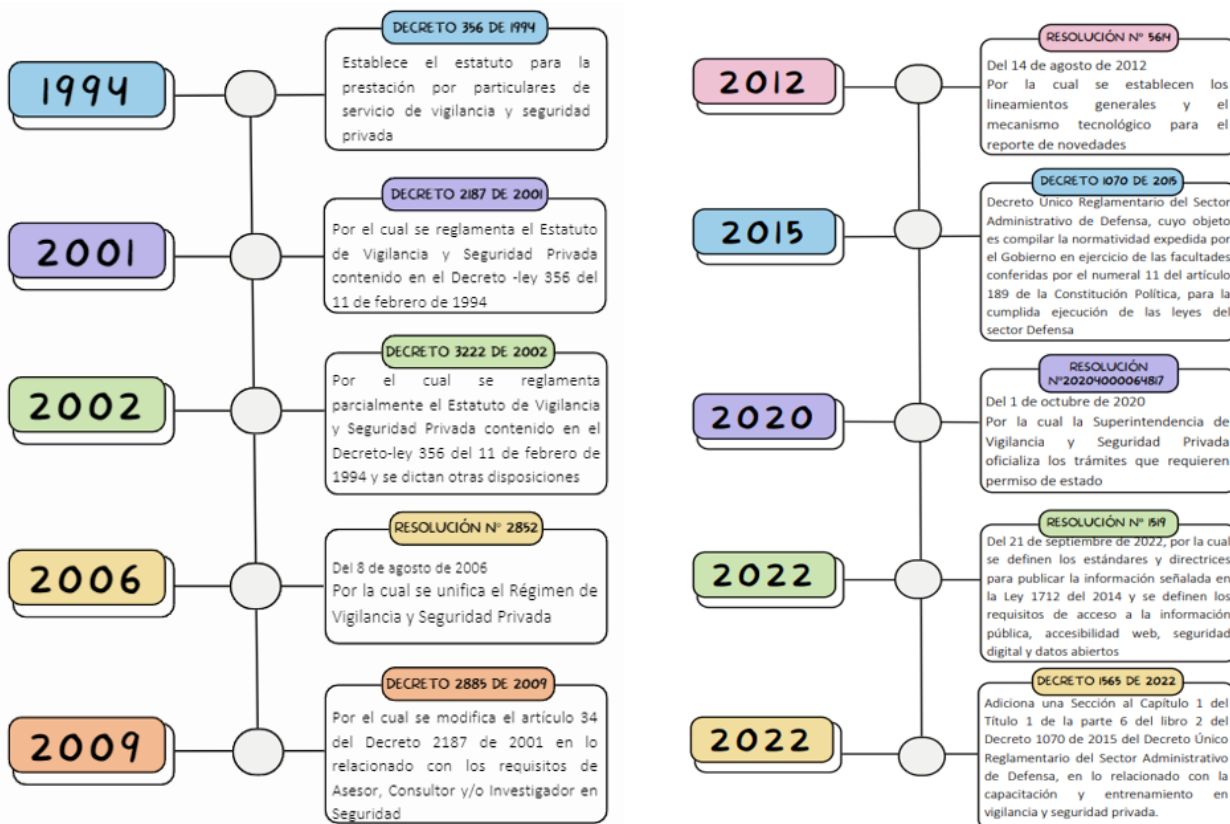 1994
DECRETO 356 DE 1994
Establece el estatuto para la
prestación por particulares de
servicio de vigilancia y seguridad
privada
2001
DECRETO 2187 DE 2001
Por el cual se reglamenta el Estatuto
de Vigilancia y Seguridad Privada
contenido en el Decreto -ley 356 del
11 de febrero de 1994
2002
DECRETO 3222 DE 2002
Por el cual se reglamenta
parcialmente el Estatuto de Vigilancia
y Seguridad Privada contenido en el
Decreto-ley 356 del 11 de febrero de
1994 y se dictan otras disposiciones
2006
RESOLUCIÓN N° 2852
Del 8 de agosto de 2006
Por la cual se unifica el Régimen de
Vigilancia y Seguridad Privada
2009
DECRETO 2885 DE 2009
Por el cual se modifica el artículo 34
del Decreto 2187 de 2001 en lo
relacionado con los requisitos de
Asesor, Consultor y/o Investigador en
Seguridad
2012
RESOLUCIÓN N° 5614
Del 14 de agosto de 2012
Por la cual se establecen los
lineamientos generales y el
mecanismo tecnológico para el
reporte de novedades
2015
DECRETO 1070 DE 2015
Decreto Único Reglamentario del Sector
Administrativo de Defensa, cuyo objeto
es compilar la normatividad expedida por
el Gobierno en ejercicio de las facultades
conferidas por el numeral 11 del artículo
189 de la Constitución Política, para la
cumplida ejecución de las leyes del
sector Defensa
2020
RESOLUCIÓN
N°20204000064817
Del 1 de octubre de 2020
Por la cual la Superintendencia de
Vigilancia y Seguridad Privada
oficializa los trámites que requieren
permiso de estado
2022
RESOLUCIÓN N° 1519
Del 21 de septiembre de 2022, por la cual
se definen los estándares y directrices
para publicar la información señalada en
la Ley 1712 del 2014 y se definen los
requisitos de acceso a la información
pública, accesibilidad web, seguridad
digital y datos abiertos
2022
DECRETO 1565 DE 2022
Adiciona una Sección al Capítulo 1 del
Título 1 de la parte 6 del libro 2 del
Decreto 1070 de 2015 del Decreto Único
Reglamentario del Sector Administrativo
de Defensa, en lo relacionado con la
capacitación y entrenamiento en
vigilancia y seguridad privada.